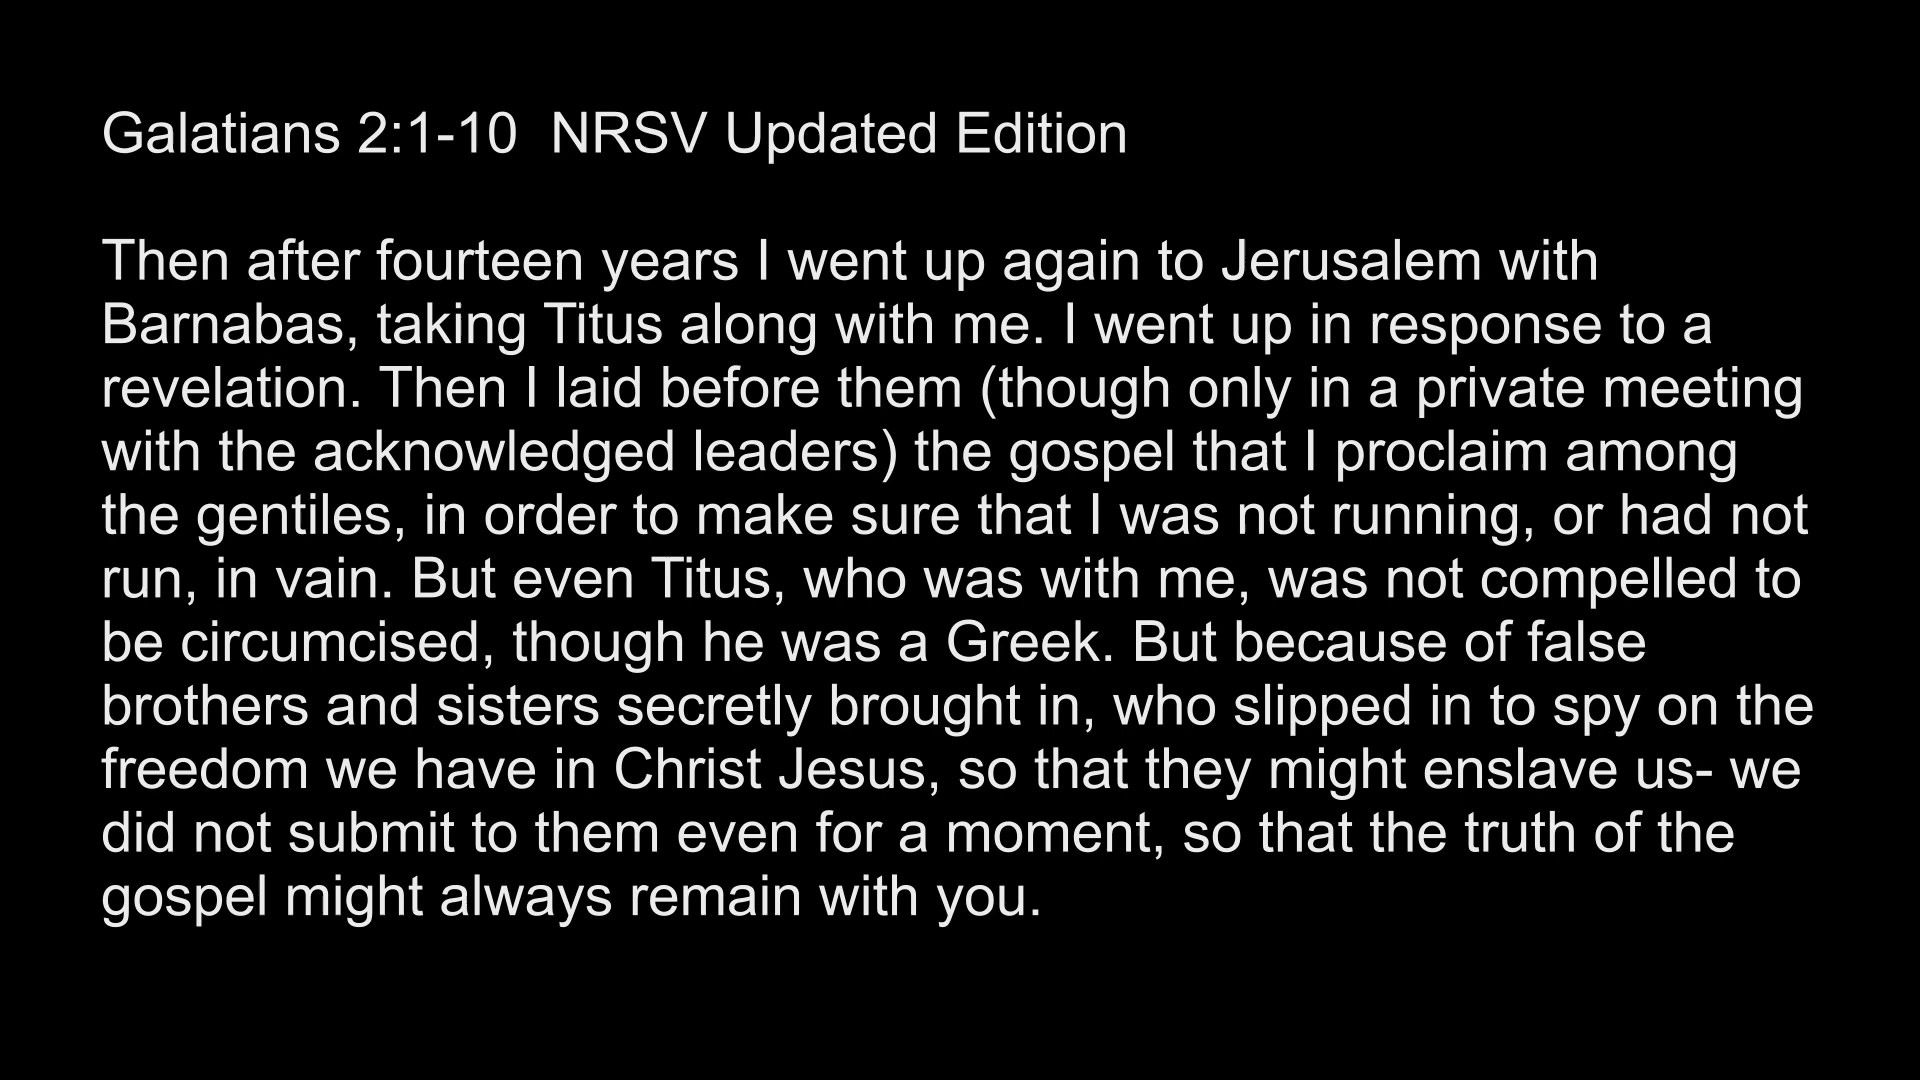 Galatians 2:1-10  NRSV Updated Edition
Then after fourteen years I went up again to Jerusalem with
Barnabas, taking Titus along with me. I went up in response to a
revelation. Then I laid before them (though only in a private meeting
with the acknowledged leaders) the gospel that I proclaim among
the gentiles, in order to make sure that I was not running, or had not
run, in vain. But even Titus, who was with me, was not compelled to
be circumcised, though he was a Greek. But because of false
brothers and sisters secretly brought in, who slipped in to spy on the
freedom we have in Christ Jesus, so that they might enslave us- we
did not submit to them even for a moment, so that the truth of the
gospel might always remain with you.